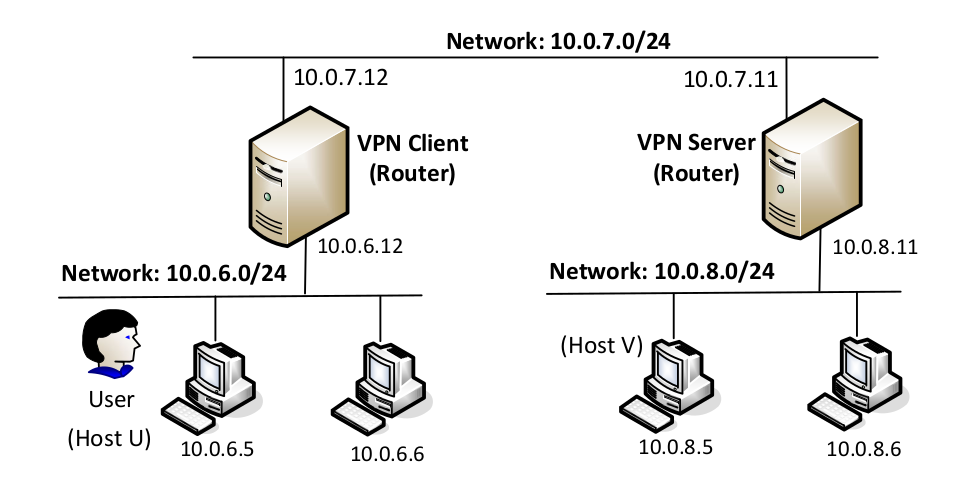 Network: 10.0.7.0/24
10.0.7.12
10.0.7.11
VPN Client
(Router)
VPN Server
(Router)
10.0.6.12
10.0.8.11
Network: 10.0.6.0/24
Network: 10.0.8.0/24
(Host V)
User
(Host U)
10.0.6.5
10.0.6.6
10.0.8.5
10.0.8.6